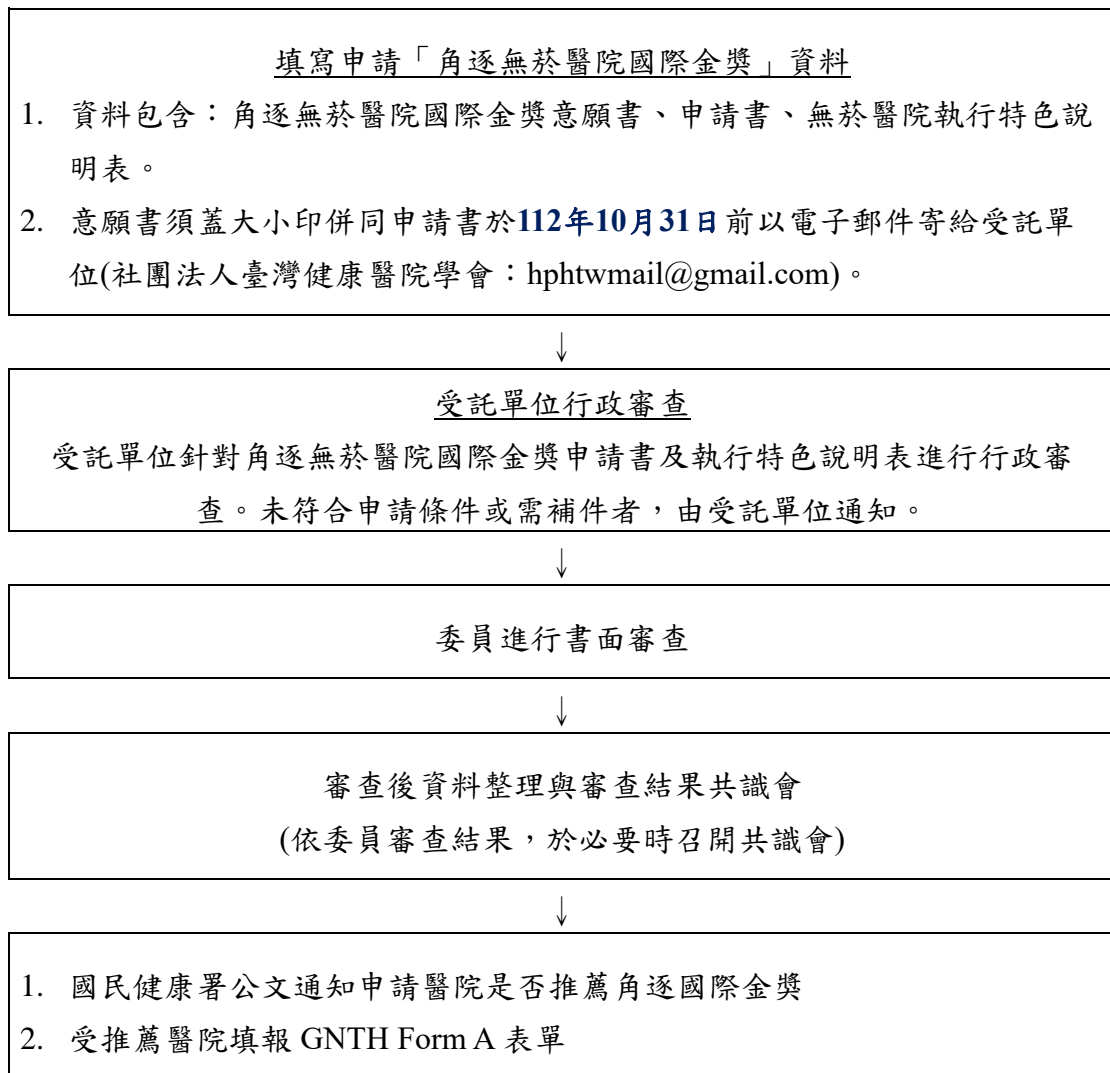 填寫申請「角逐無菸醫院國際金獎」資料
1. 資料包含：角逐無菸醫院國際金獎意願書、申請書、無菸醫院執行特色說
明表。
2. 意願書須蓋大小印併同申請書於112年10月31日前以電子郵件寄給受託單
位(社團法人臺灣健康醫院學會：hphtwmail@gmail.com)。
↓
受託單位行政審查
受託單位針對角逐無菸醫院國際金獎申請書及執行特色說明表進行行政審
查。未符合申請條件或需補件者，由受託單位通知。
↓
委員進行書面審查
↓
審查後資料整理與審查結果共識會
(依委員審查結果，於必要時召開共識會)
↓
1. 國民健康署公文通知申請醫院是否推薦角逐國際金獎
2. 受推薦醫院填報 GNTH Form A 表單